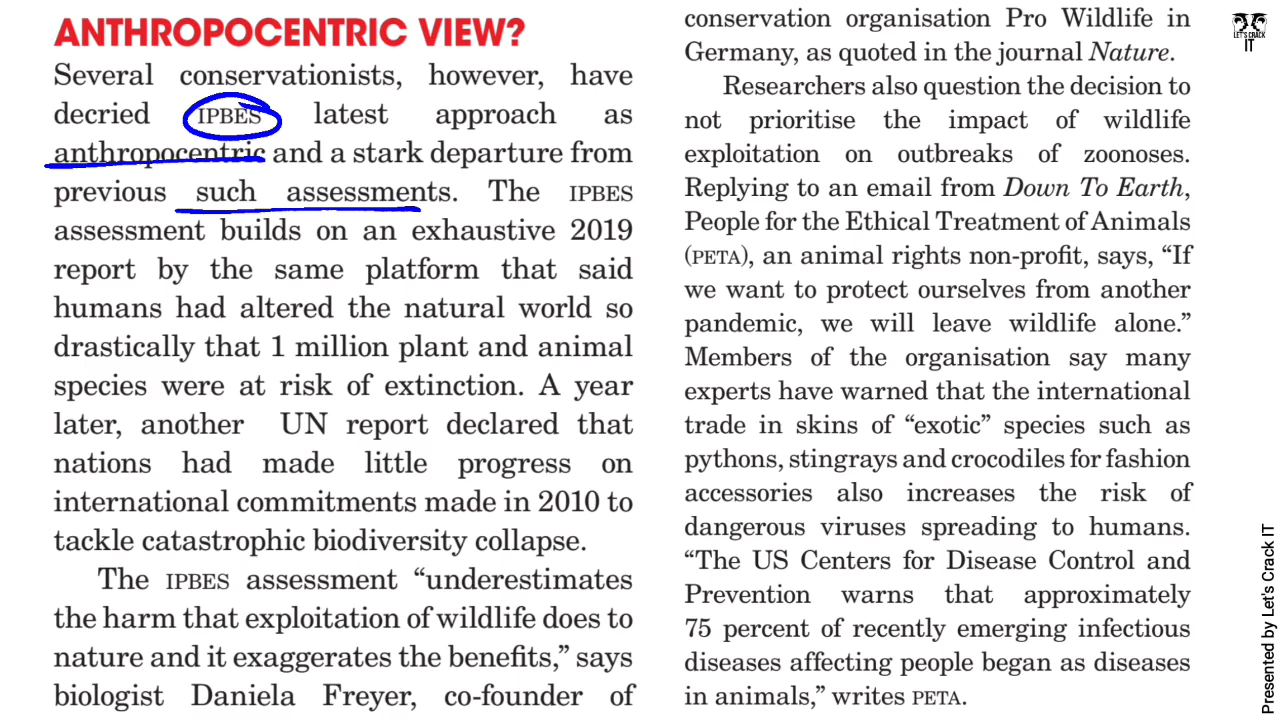 ANTHROPOCENTRIC VIEW?
Several conservationists, however, have
decried IPBES latest approach as
anthropocentric and a stark departure from
previous such assessments. The IPBES
assessment builds on an exhaustive 2019
report by the same platform that said
humans had altered the natural world so
drastically that 1 million plant and animal
species were at risk of extinction. A year
later, another UN report declared that
nations had made little progress on
international commitments made in 2010 to
tackle catastrophic biodiversity collapse.
The IPBES assessment “underestimates
the harm that exploitation of wildlife does to
nature and it exaggerates the benefits,” says
biologist Daniela Freyer, co-founder of
conservation organisation Pro Wildlife in
Germany, as quoted in the journal Nature.
Researchers also question the decision to
not prioritise the impact of wildlife
exploitation on outbreaks of zoonoses.
Replying to an email from Down To Earth,
People for the Ethical Treatment of Animals
(PETA), an animal rights non-profit, says, “If
we want to protect ourselves from another
pandemic, we will leave wildlife alone.”
Members of the organisation say many
experts have warned that the international
trade in skins of “exotic” species such as
pythons, stingrays and crocodiles for fashion
accessories also increases the risk of
dangerous viruses spreading to humans.
“The US Centers for Disease Control and
Prevention warns that approximately
75 percent of recently emerging infectious
diseases affecting people began as diseases
in animals,” writes PETA.
LET'S CRACK
IT
Presented by Let's Crack IT